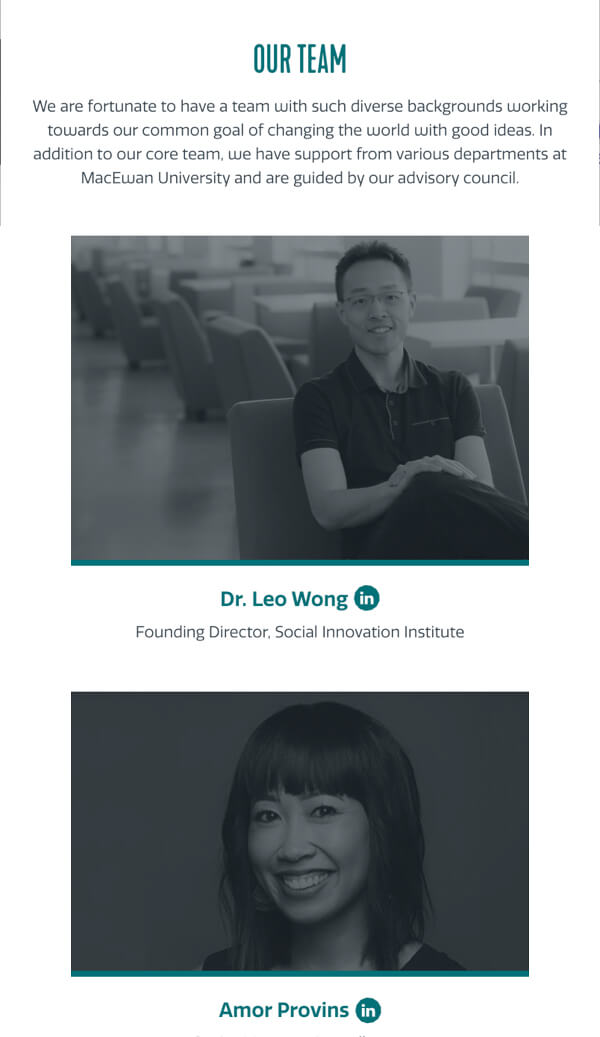 OUR TEAM
We are fortunate to have a team with such diverse backgrounds working
towards our common goal of changing the world with good ideas. In
addition to our core team, we have support from various departments at
MacEwan University and are guided by our advisory council.
Dr. Leo Wong in
Founding Director, Social Innovation Institute
Amor Provins in